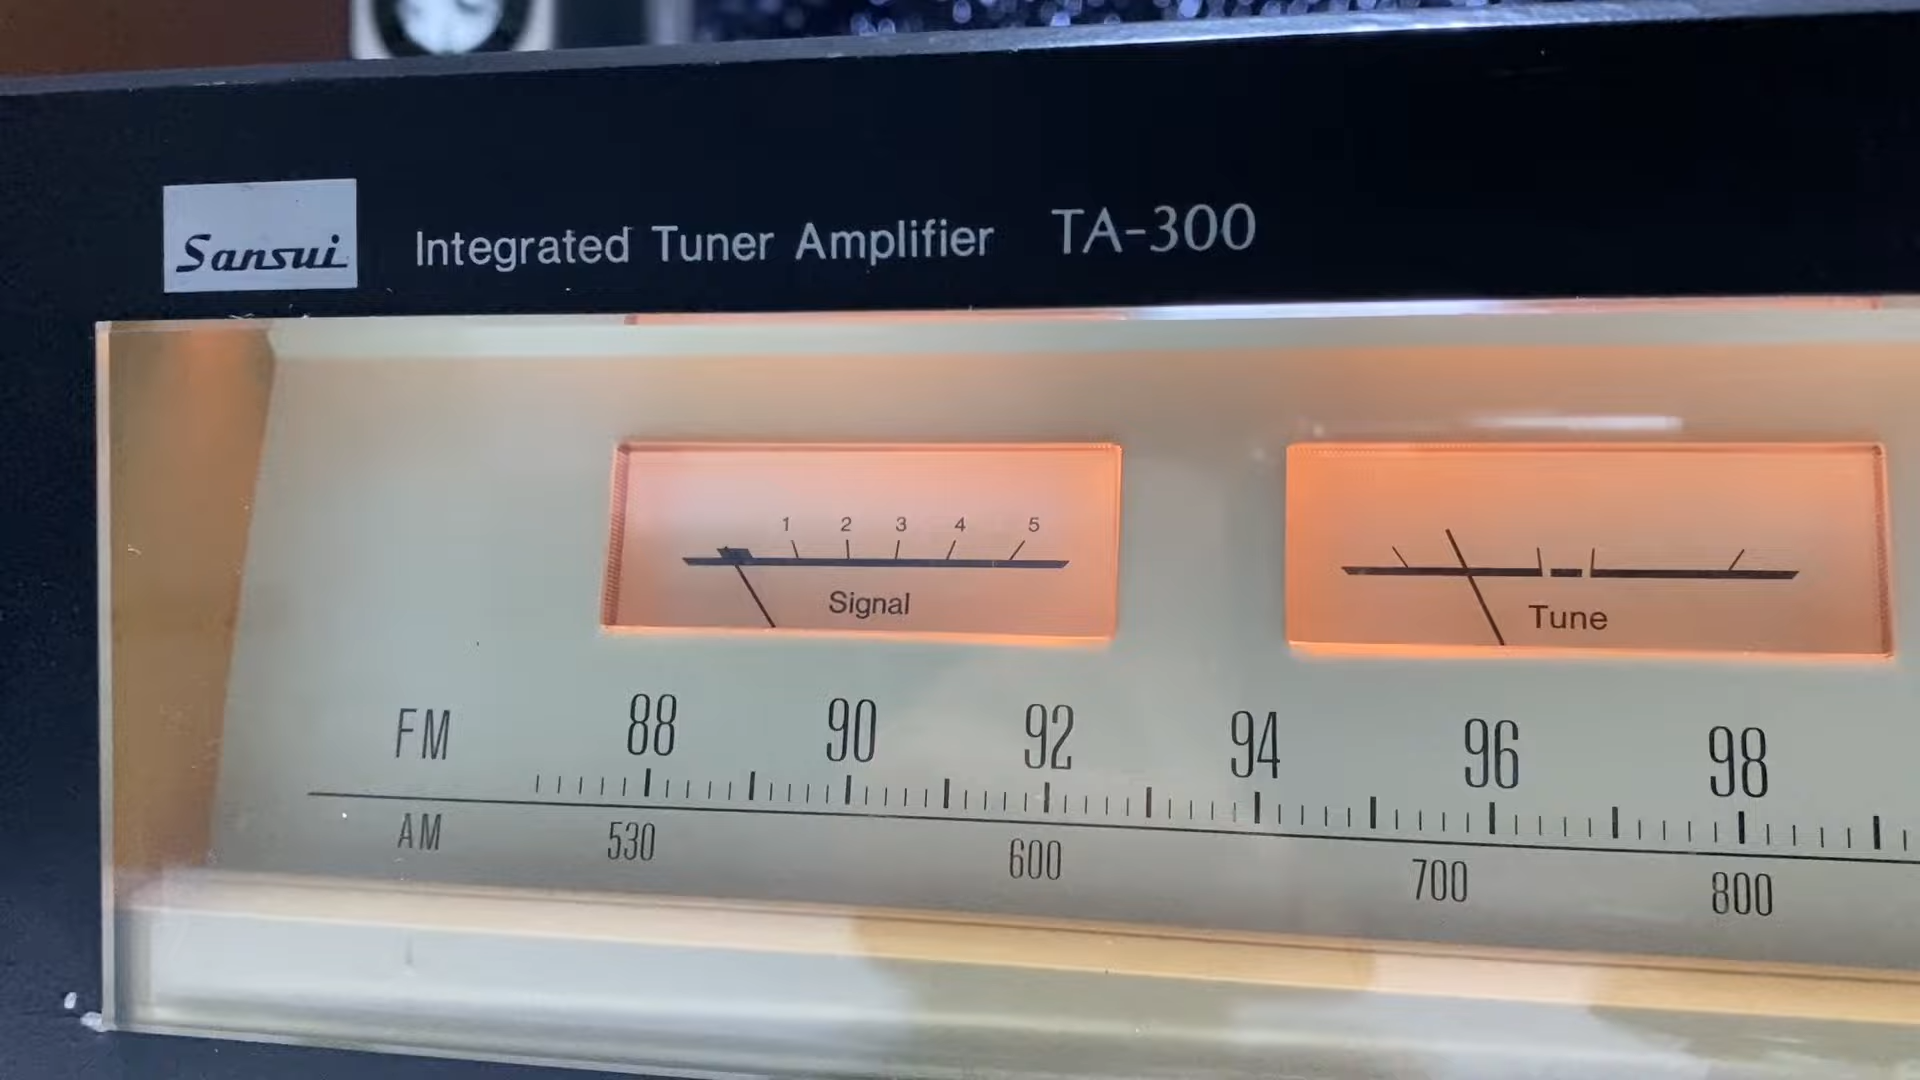 Sansui Integrated Tuner Amplifier TA-300
1 2 3 4 5
Signal
Tune
FM 88 90 92 94 96 98
AM 530 600 700 800